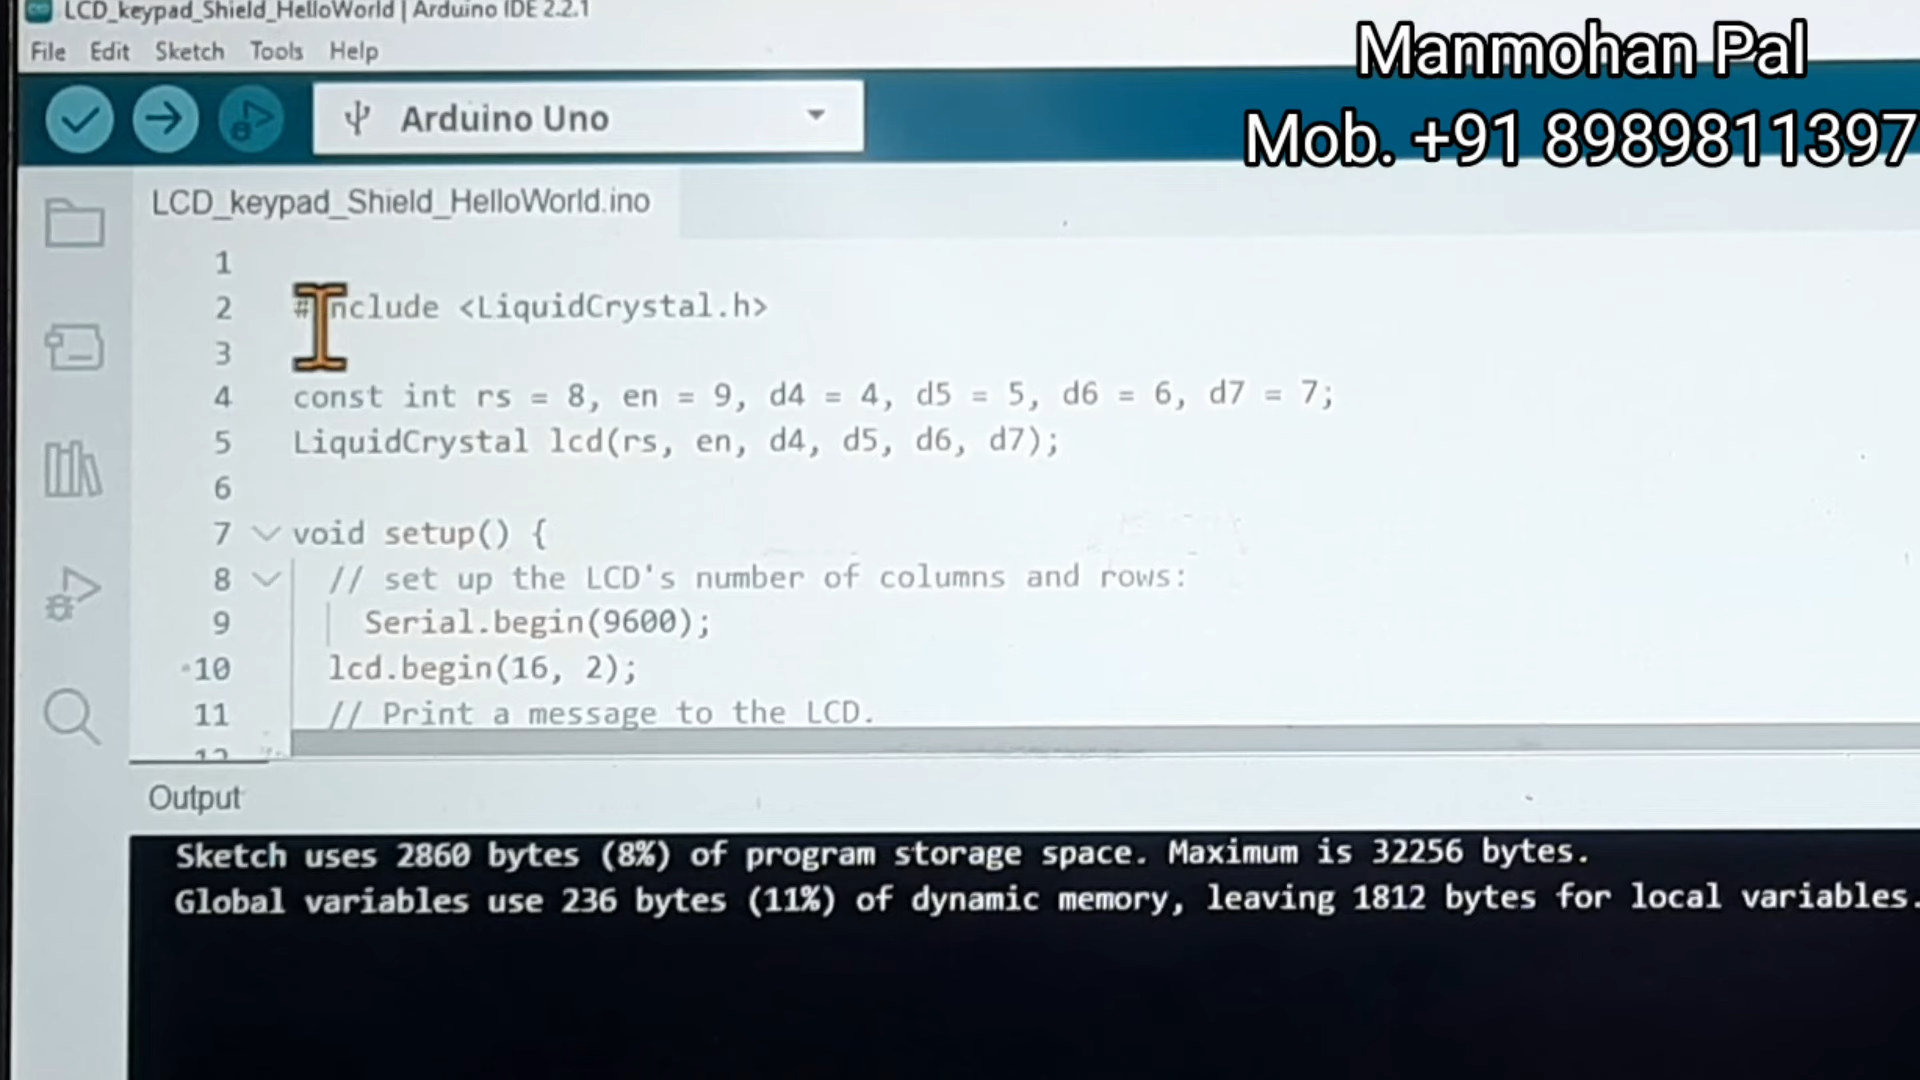 LCD_keypad_Shield_HelloWorld | Arduino IDE 2.2.1
File Edit Sketch Tools Help
Manmohan Pal
Mob. +91 8989811397
Arduino Uno
LCD_keypad_Shield_HelloWorld.ino
1
2 #include <LiquidCrystal.h>
3
4 const int rs = 8, en = 9, d4 = 4, d5 = 5, d6 = 6, d7 = 7;
5 LiquidCrystal lcd(rs, en, d4, d5, d6, d7);
6
7 void setup() {
8 // set up the LCD's number of columns and rows:
9 Serial.begin(9600);
10 lcd.begin(16, 2);
11 // Print a message to the LCD.
12
Output
Sketch uses 2860 bytes (8%) of program storage space. Maximum is 32256 bytes.
Global variables use 236 bytes (11%) of dynamic memory, leaving 1812 bytes for local variables.